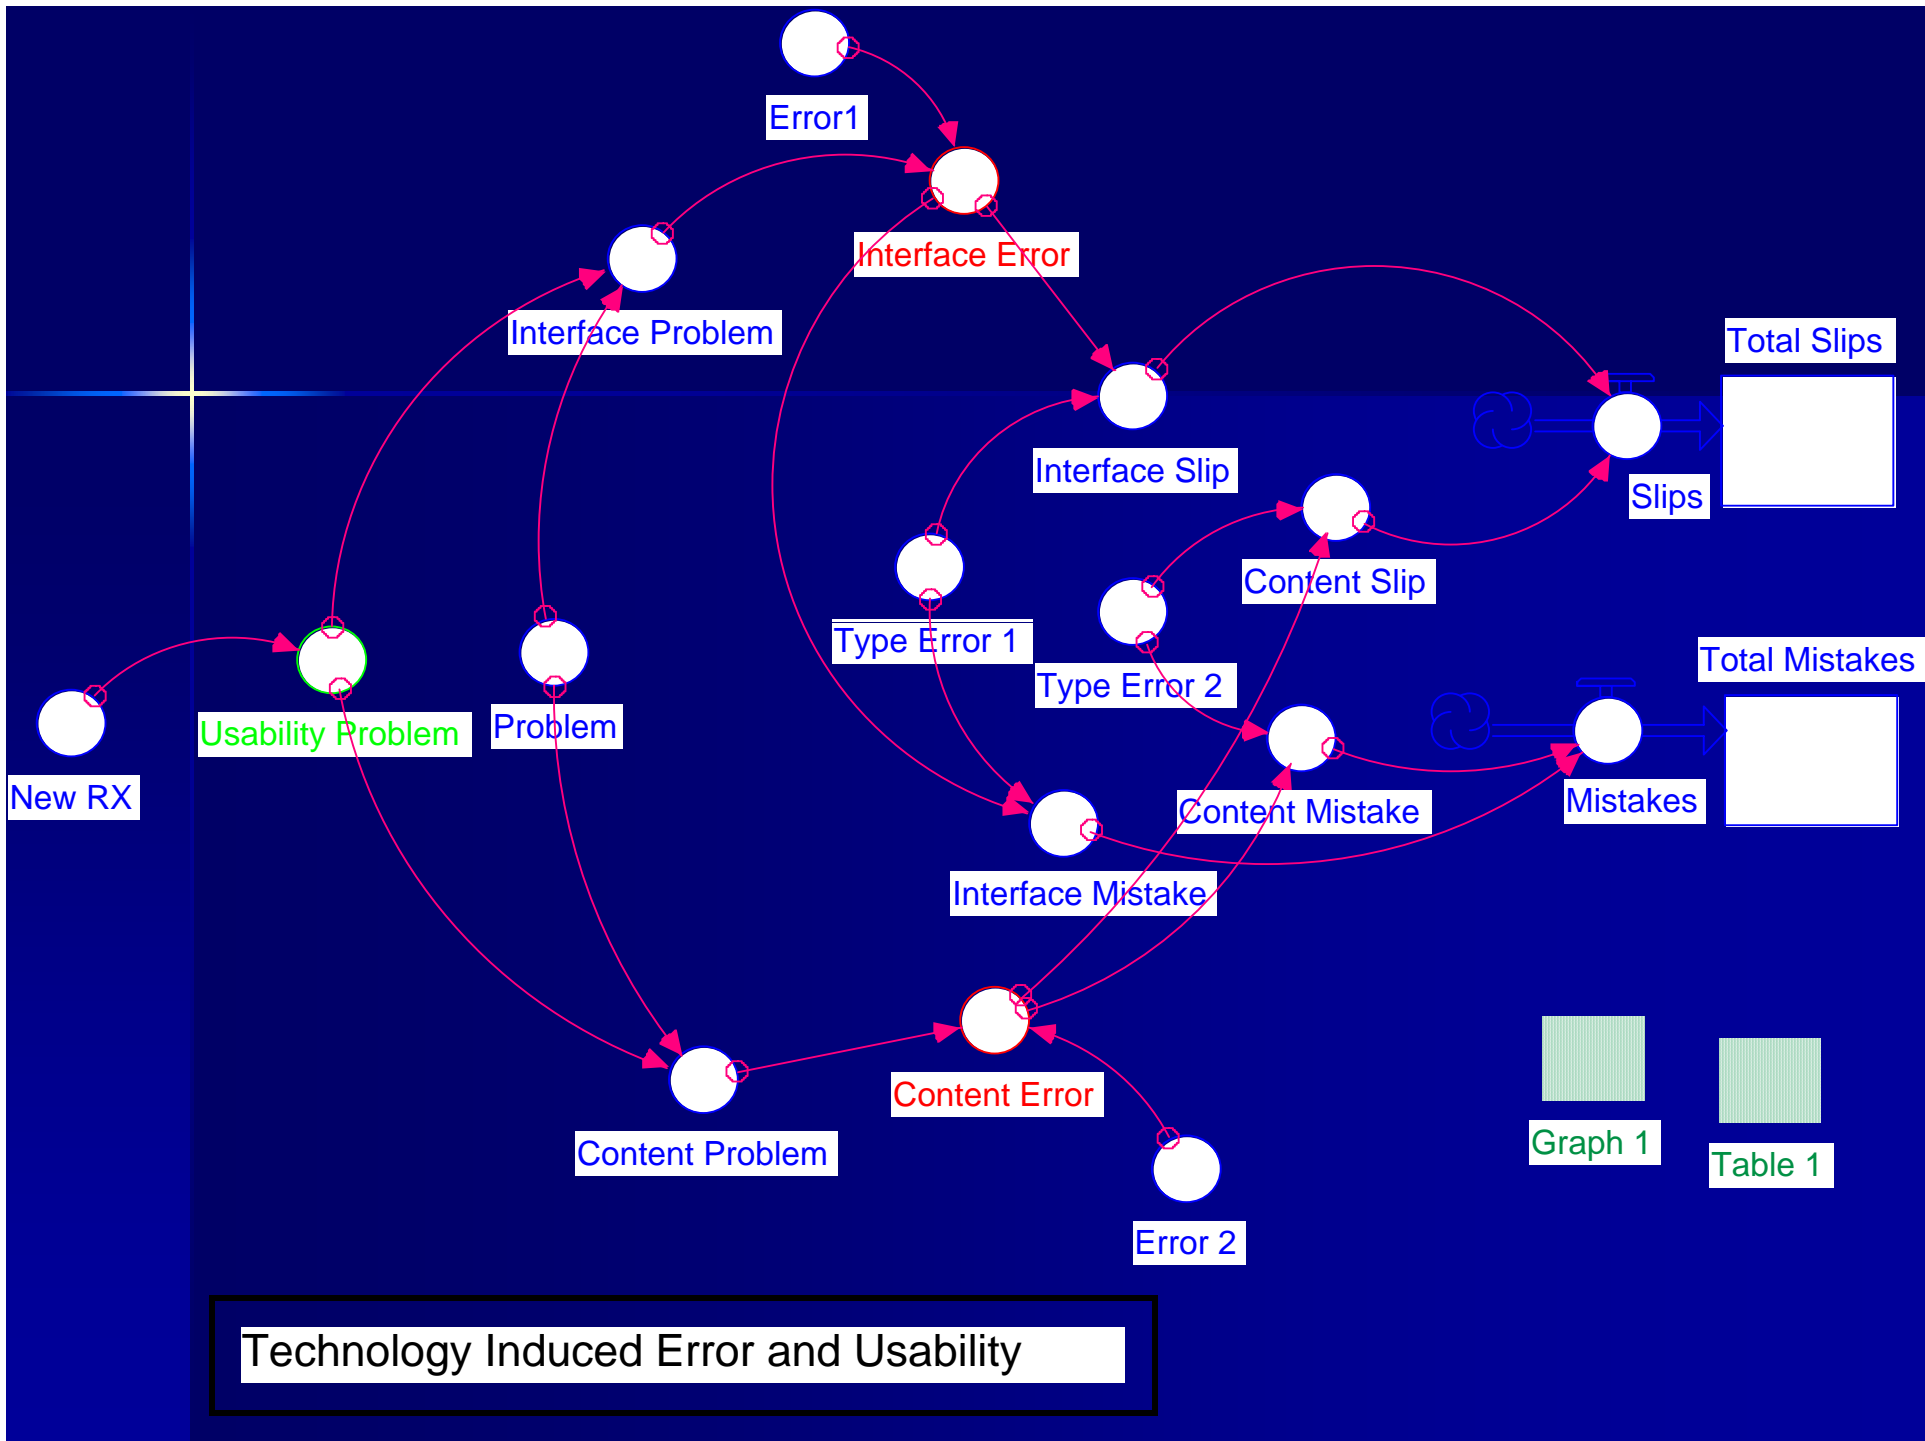 Error1
Interface Error
Interface Problem
Total Slips
Interface Slip
Slips
Content Slip
Type Error 1
Type Error 2
Total Mistakes
Usability Problem
Problem
New RX
Content Mistake
Mistakes
Interface Mistake
Content Error
Content Problem
Graph 1
Table 1
Error 2
Technology Induced Error and Usability